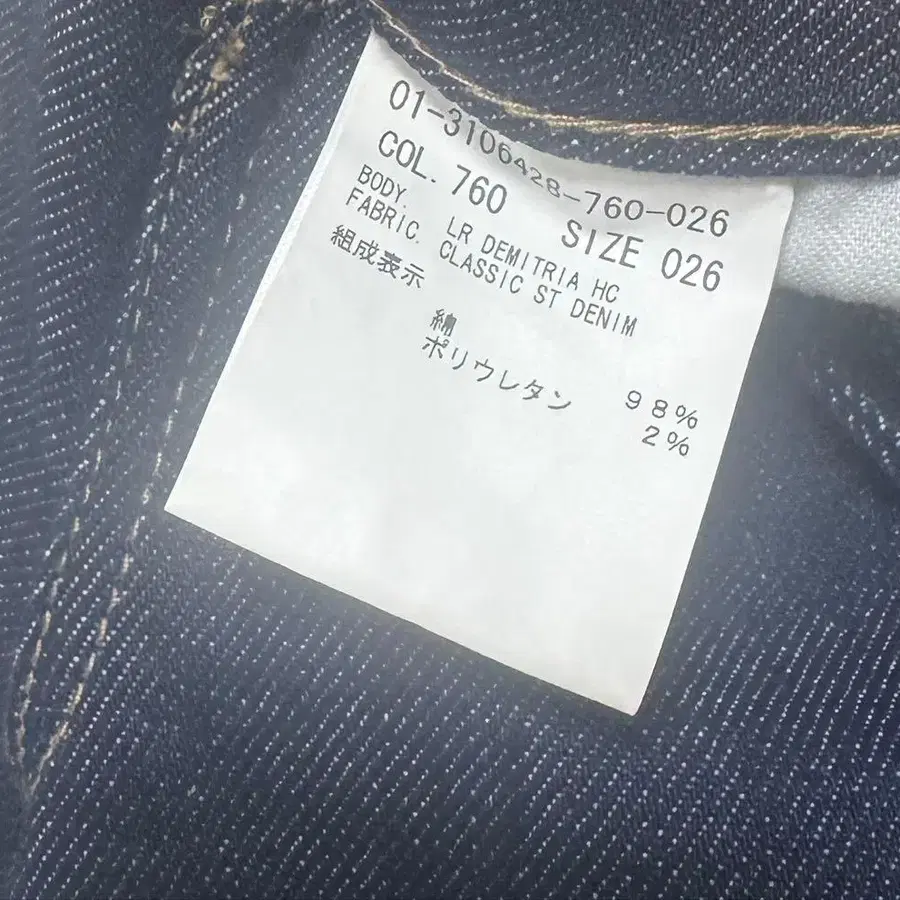 01-3106428-760-026
COL. 760 SIZE 026
BODY. LR DEMITRIA HC
FABRIC. CLASSIC ST DENIM
組成表示
綿 98%
ポリウレタン 2%